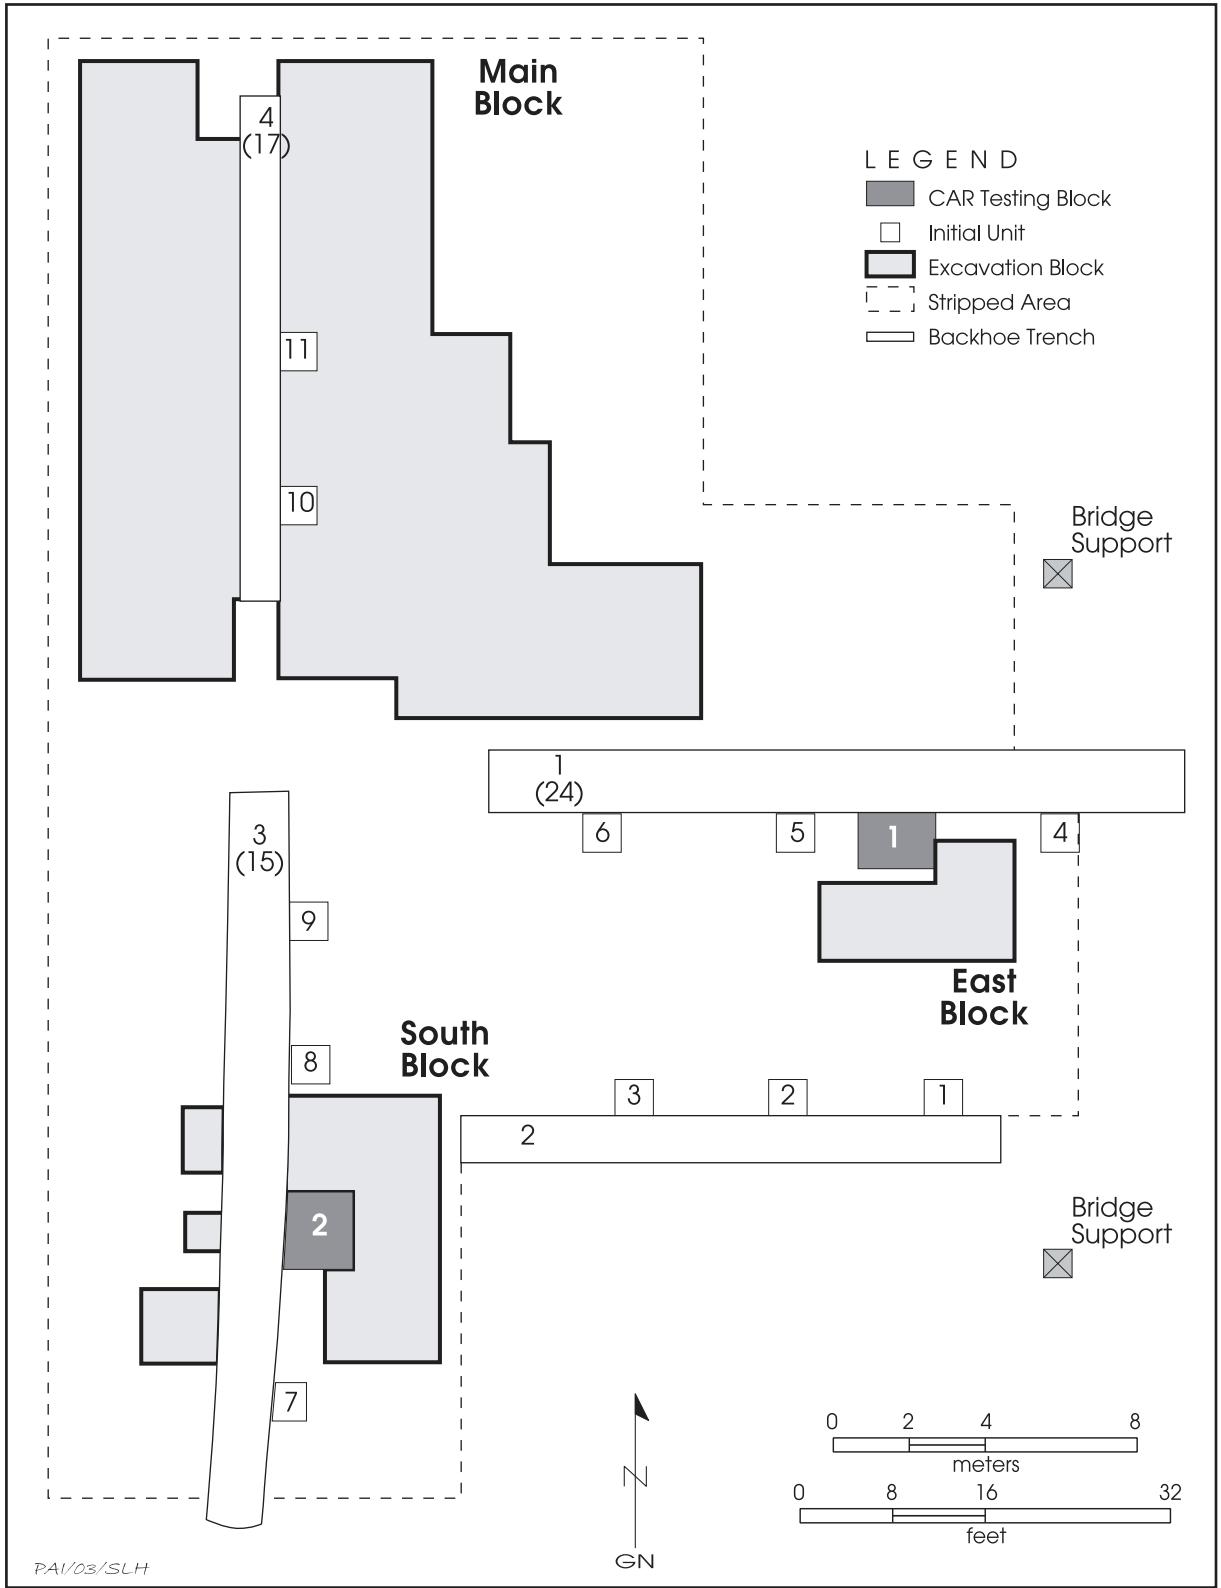 Main
Block
4
(17)
L E G E N D
CAR Testing Block
Initial Unit
Excavation Block
Stripped Area
Backhoe Trench
11
10
Bridge
Support
1
(24)
6
5
1
4
3
(15)
9
East
Block
South
Block
8
3
2
1
2
2
Bridge
Support
7
0 2 4 8
meters
0 8 16 32
feet
N
GN
PAI/03/SLH